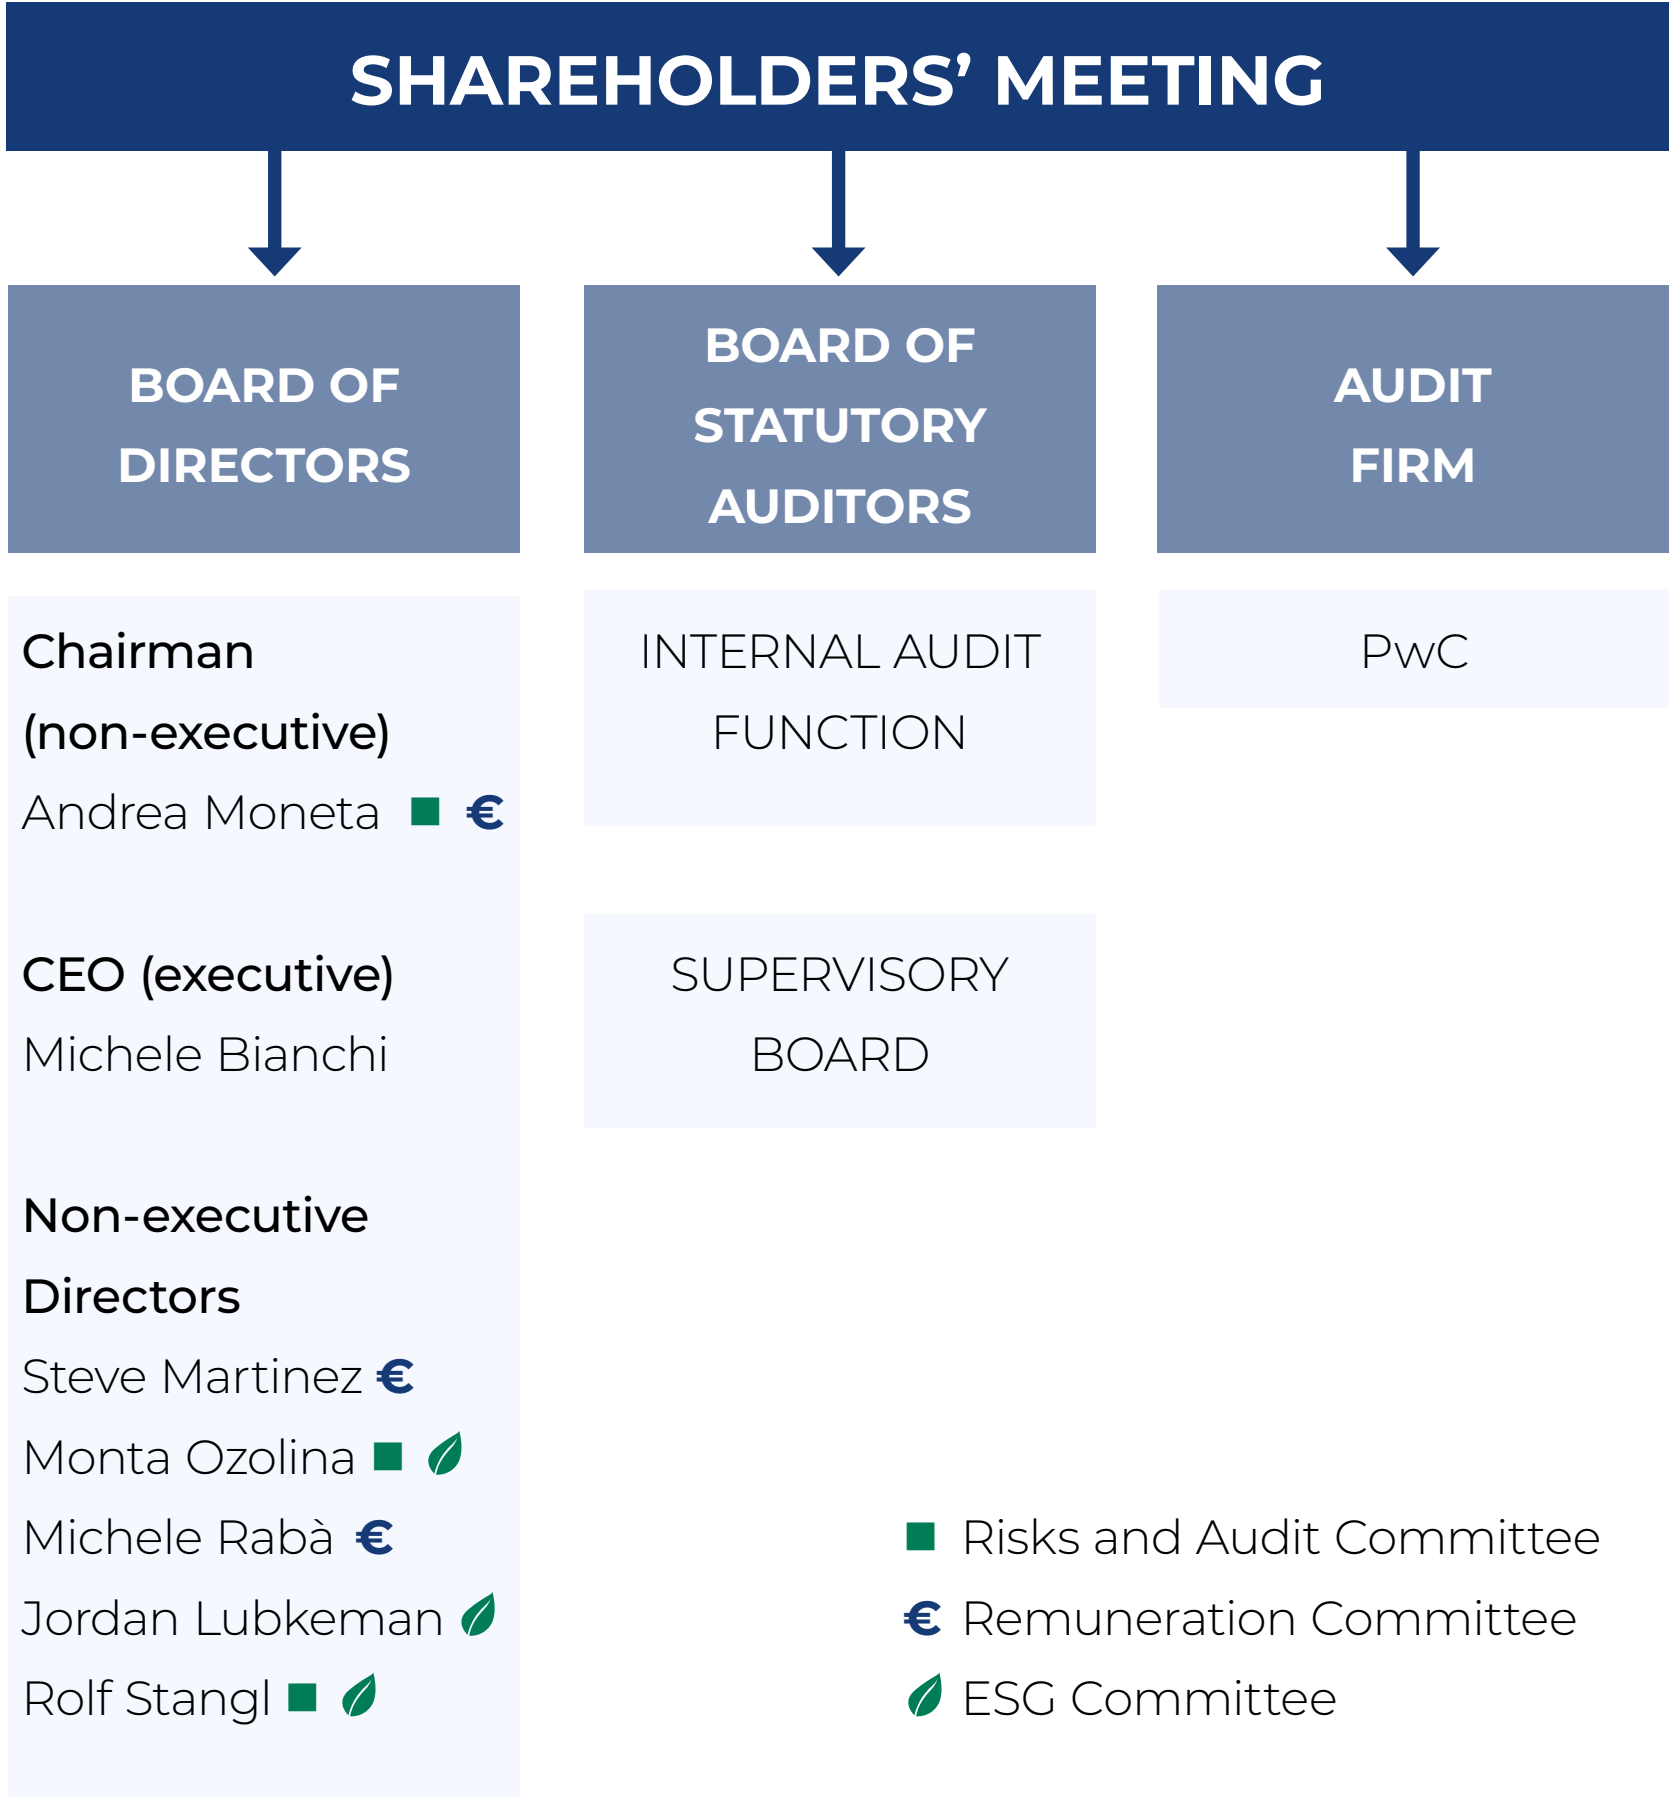 SHAREHOLDERS’ MEETING
BOARD OF
DIRECTORS
BOARD OF
STATUTORY
AUDITORS
AUDIT
FIRM
Chairman
(non-executive)
Andrea Moneta ■ €
CEO (executive)
Michele Bianchi
Non-executive
Directors
Steve Martinez €
Monta Ozolina ■
Michele Rabà €
Jordan Lubkeman
Rolf Stangl ■
INTERNAL AUDIT
FUNCTION
SUPERVISORY
BOARD
PwC
■ Risks and Audit Committee
€ Remuneration Committee
ESG Committee